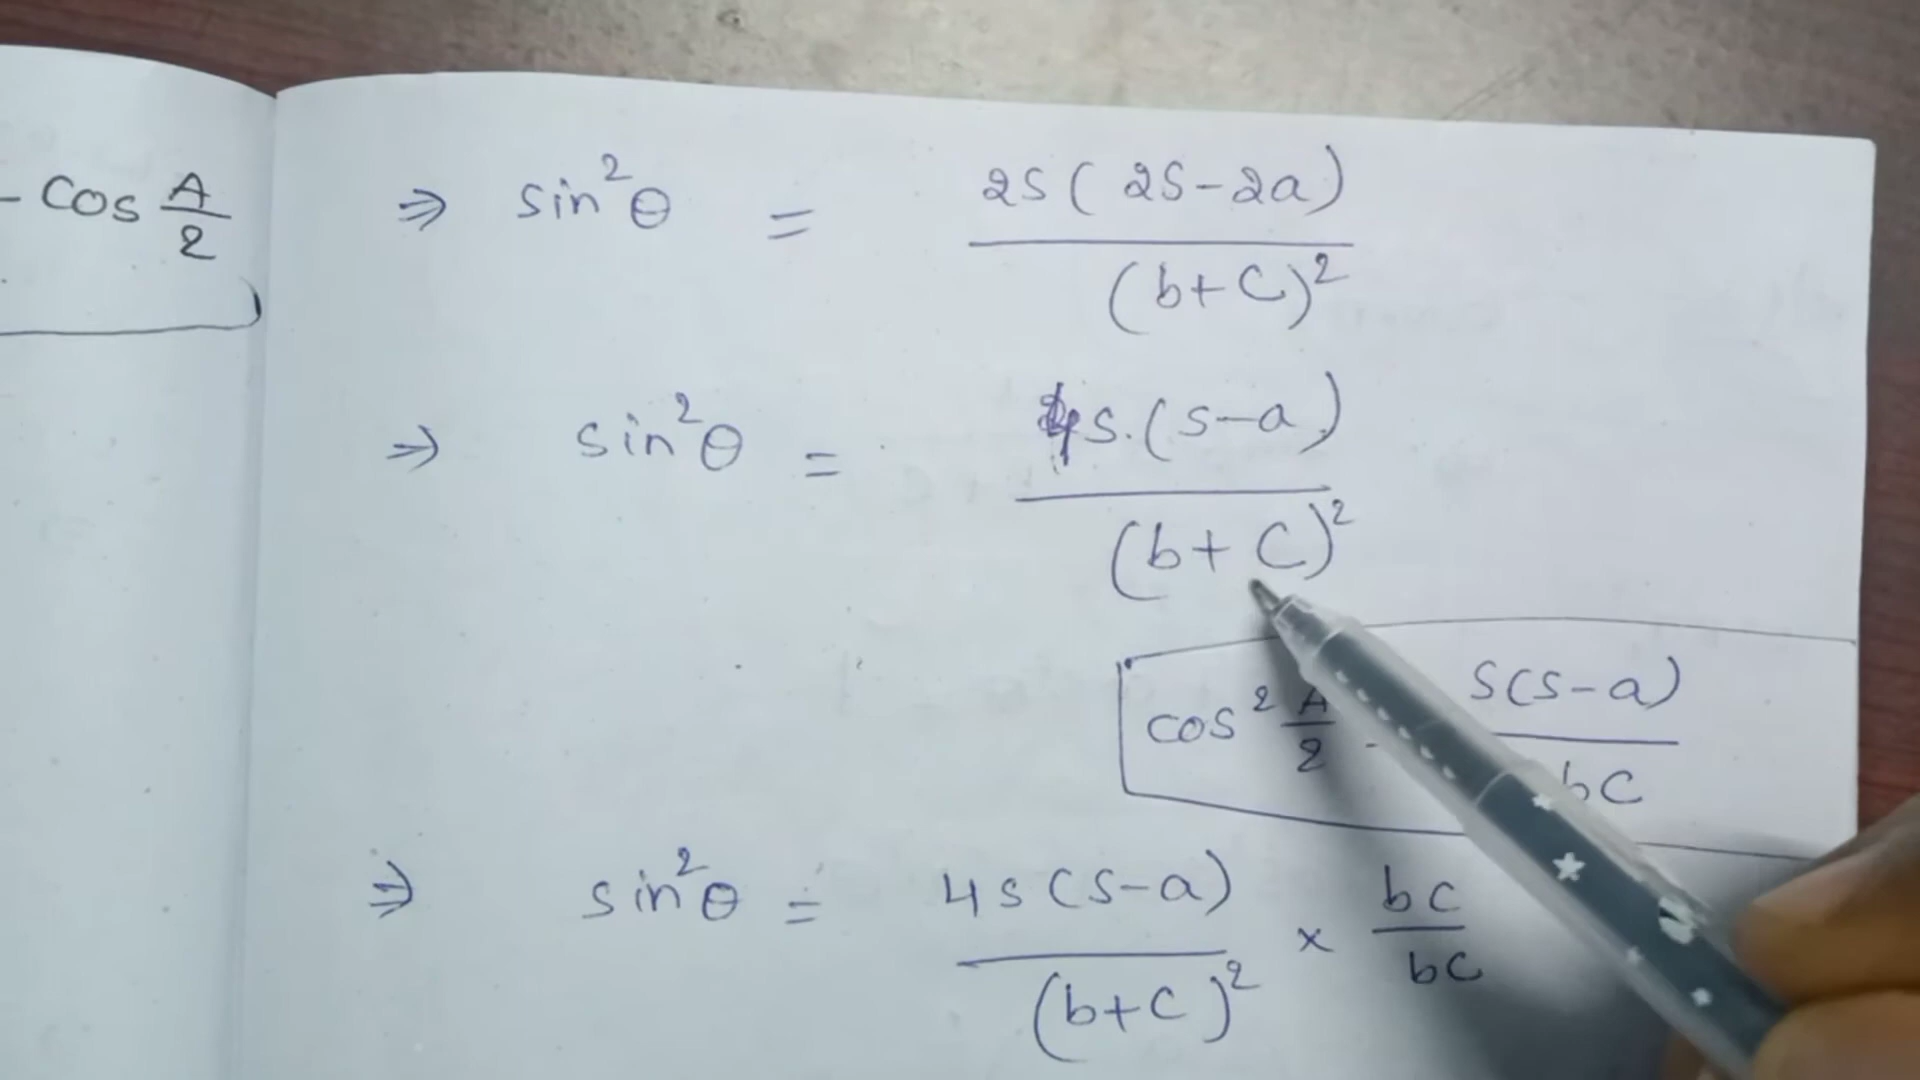 - Cos A/2
⇒ sin²θ = 2s(2s-2a)/(b+c)²
⇒ sin²θ = 4s.(s-a)/(b+c)²
cos² A/2 = s(s-a)/bc
⇒ sin²θ = 4s(s-a)/(b+c)² × bc/bc